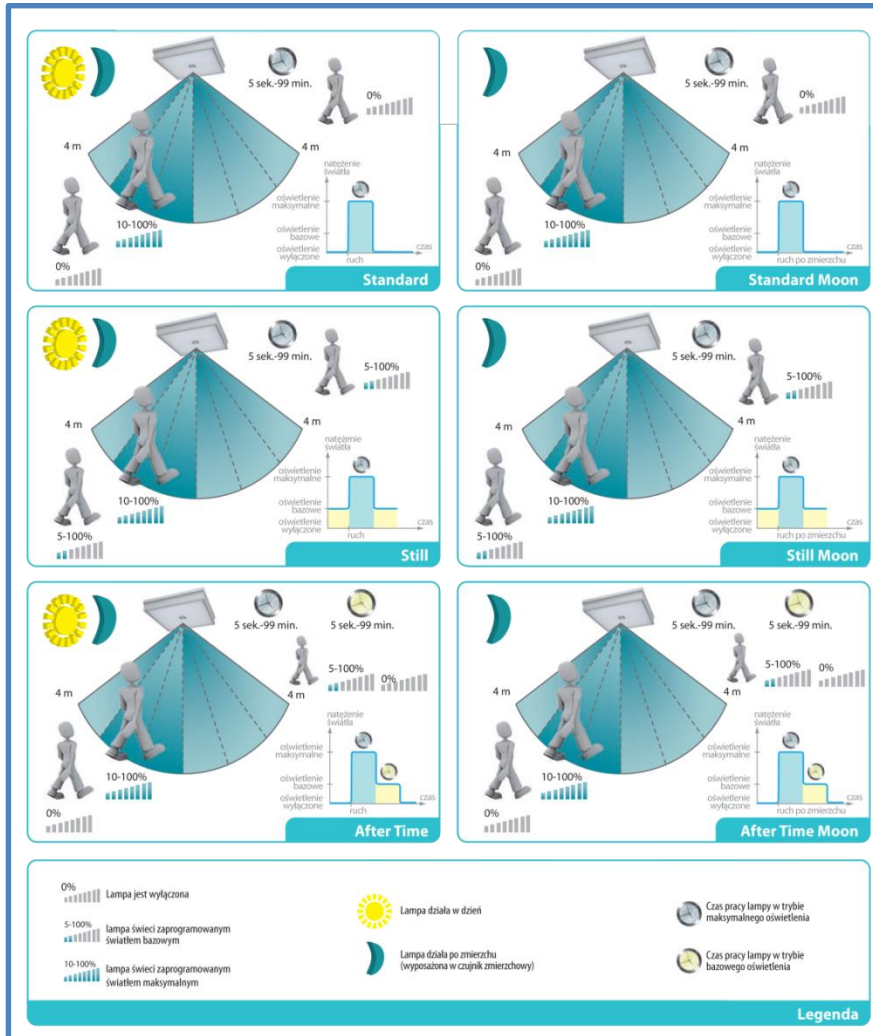 5 sek.-99 min.
0%
4 m
4 m
10-100%
0%
natężenie
światła
oświetlenie
maksymalne
oświetlenie
bazowe
oświetlenie
wyłączone
czas
ruch
Standard
5 sek.-99 min.
0%
4 m
4 m
10-100%
0%
natężenie
światła
oświetlenie
maksymalne
oświetlenie
bazowe
oświetlenie
wyłączone
czas
ruch po zmierzchu
Standard Moon
5 sek.-99 min.
5-100%
4 m
4 m
10-100%
5-100%
natężenie
światła
oświetlenie
maksymalne
oświetlenie
bazowe
oświetlenie
wyłączone
czas
ruch
Still
5 sek.-99 min.
5-100%
4 m
4 m
10-100%
5-100%
natężenie
światła
oświetlenie
maksymalne
oświetlenie
bazowe
oświetlenie
wyłączone
czas
ruch po zmierzchu
Still Moon
5 sek.-99 min.
5 sek.-99 min.
5-100%
0%
4 m
4 m
10-100%
0%
natężenie
światła
oświetlenie
maksymalne
oświetlenie
bazowe
oświetlenie
wyłączone
czas
ruch
After Time
5 sek.-99 min.
5 sek.-99 min.
5-100%
0%
4 m
4 m
10-100%
0%
natężenie
światła
oświetlenie
maksymalne
oświetlenie
bazowe
oświetlenie
wyłączone
czas
ruch po zmierzchu
After Time Moon
0%
Lampa jest wyłączona
5-100%
lampa świeci zaprogramowanym
światłem bazowym
10-100%
lampa świeci zaprogramowanym
światłem maksymalnym
Lampa działa w dzień
Lampa działa po zmierzchu
(wyposażona w czujnik zmierzchowy)
Czas pracy lampy w trybie
maksymalnego oświetlenia
Czas pracy lampy w trybie
bazowego oświetlenia
Legenda